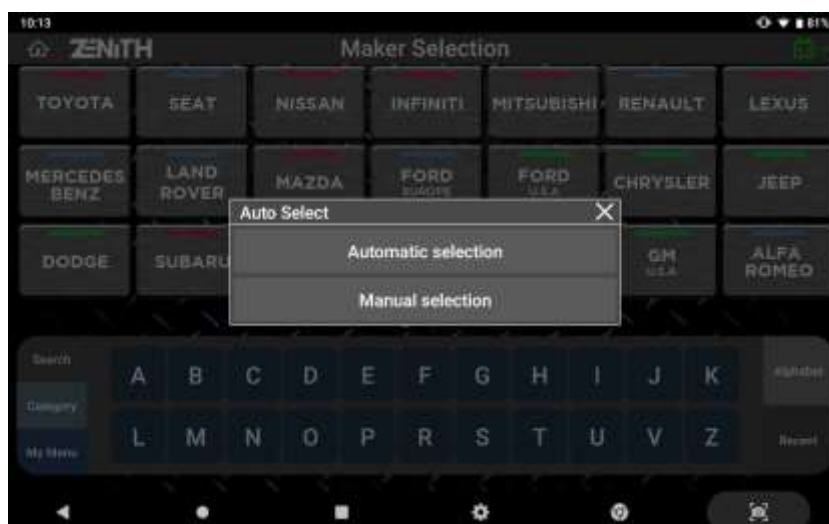 10:13 81%
ZENITH Maker Selection
TOYOTA SEAT NISSAN INFINITI MITSUBISHI RENAULT LEXUS
MERCEDES BENZ LAND ROVER MAZDA FORD EUROPE FORD U.S.A CHRYSLER JEEP
Auto Select
DODGE SUBARU GM U.S.A ALFA ROMEO
Automatic selection
Manual selection
Search
A B C D E F G H I J K Alphabet
Category
L M N O P R S T U V Z Recent
My Menu